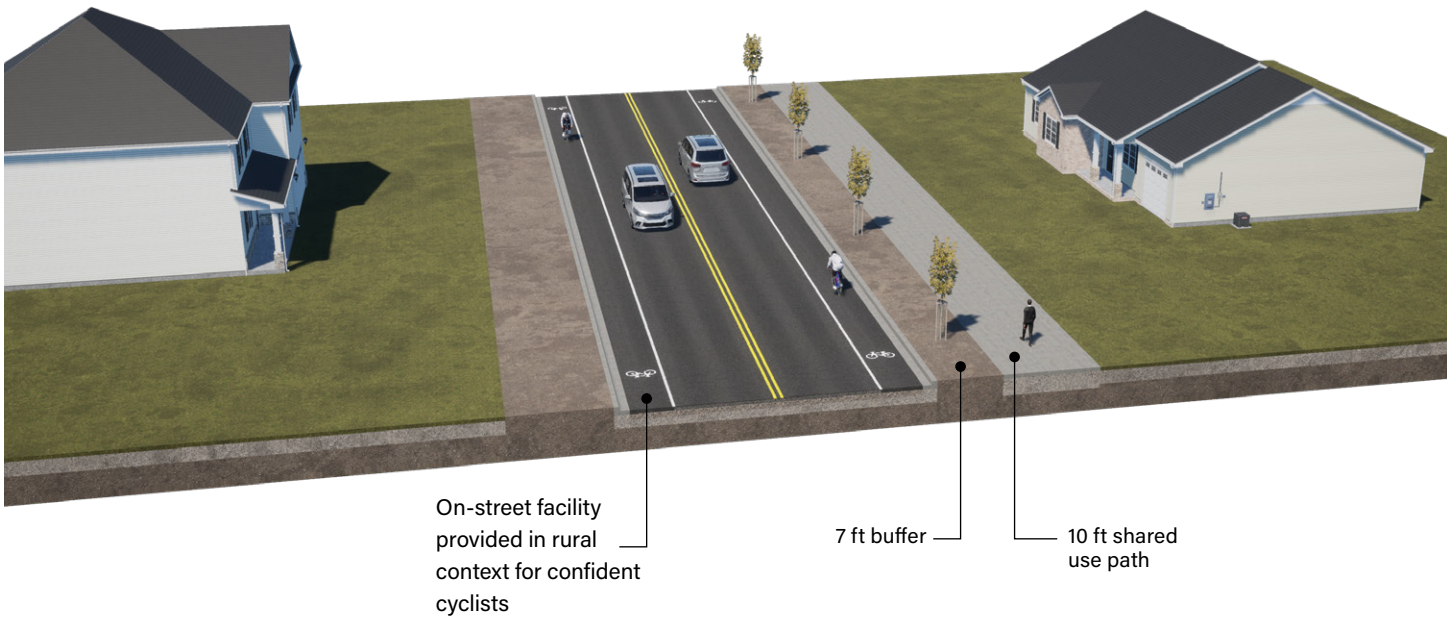 On-street facility
provided in rural
context for confident
cyclists
7 ft buffer
10 ft shared
use path